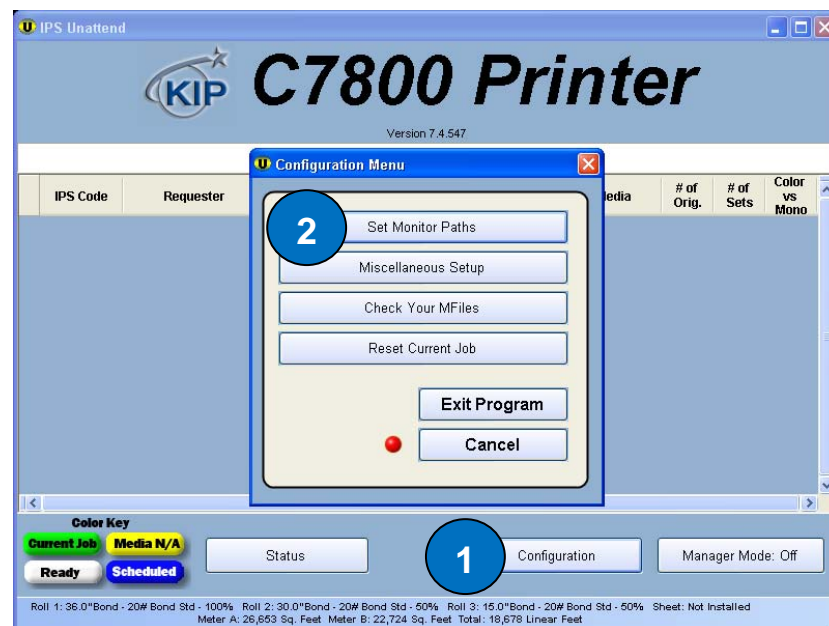 IPS Unattend
KIP C7800 Printer
Version 7.4.547
Configuration Menu
IPS Code Requester # of Orig. # of Sets Color vs Mono
2 Set Monitor Paths
Miscellaneous Setup
Check Your MFiles
Reset Current Job
Exit Program
Cancel
Color Key
Current Job Media N/A
Ready Scheduled
Status 1 Configuration Manager Mode: Off
Roll 1: 36.0"Bond - 20# Bond Std - 100% Roll 2: 30.0"Bond - 20# Bond Std - 50% Roll 3: 15.0"Bond - 20# Bond Std - 50% Sheet: Not Installed
Meter A: 26,653 Sq. Feet Meter B: 22,724 Sq. Feet Total: 18,678 Linear Feet